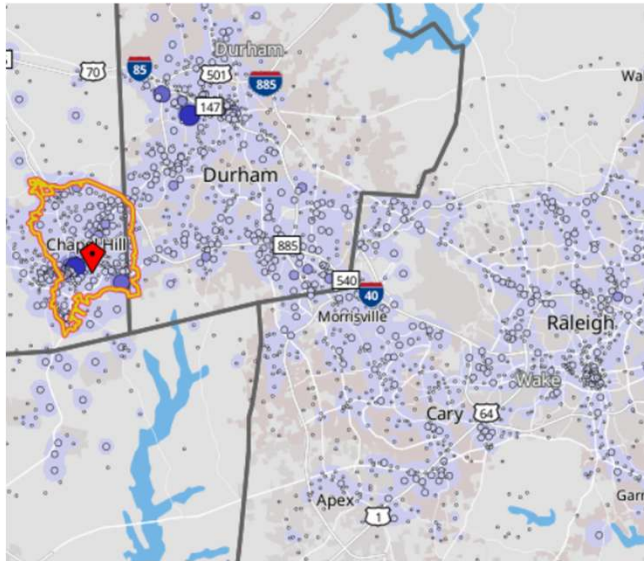 Durham
70
85
501
885
147
Durham
Chapel Hill
885
540
40
Morrisville
Raleigh
Wake
Cary
64
Apex
1